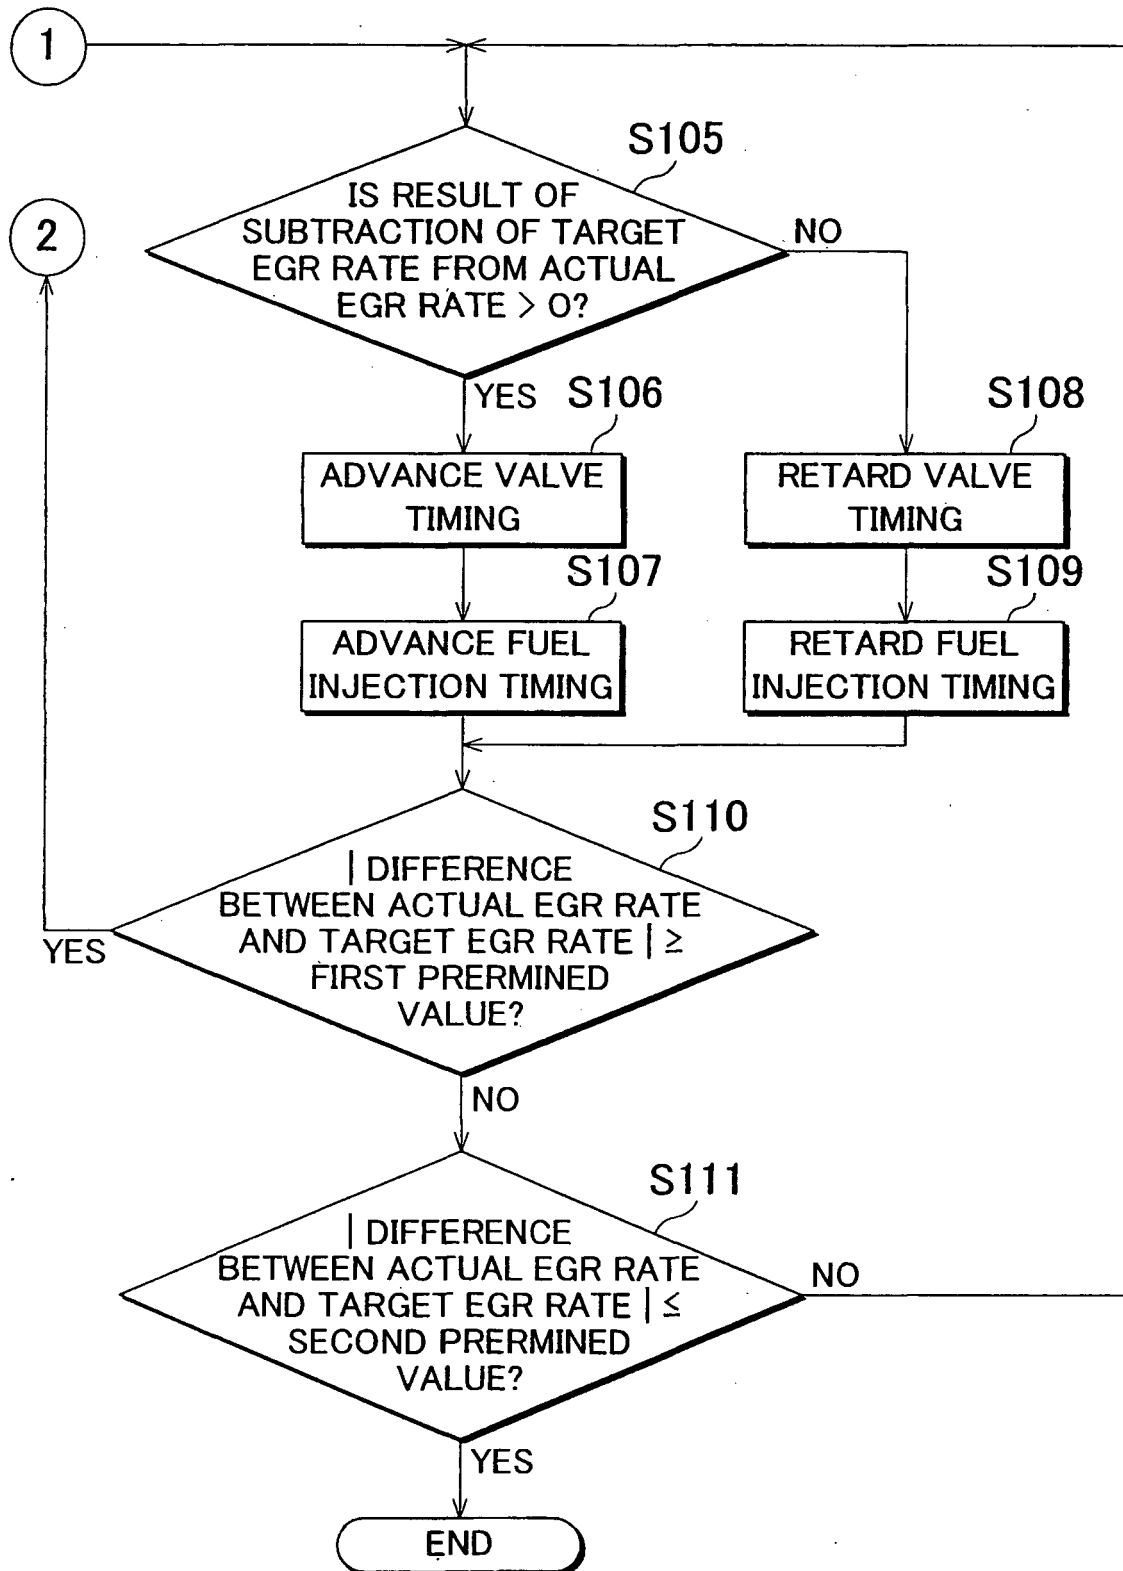 1
S105
IS RESULT OF
SUBTRACTION OF TARGET
EGR RATE FROM ACTUAL
EGR RATE > 0?
NO
2
YES
S106
S108
ADVANCE VALVE
TIMING
RETARD VALVE
TIMING
S107
S109
ADVANCE FUEL
INJECTION TIMING
RETARD FUEL
INJECTION TIMING
S110
| DIFFERENCE
BETWEEN ACTUAL EGR RATE
AND TARGET EGR RATE | ≥
FIRST PRERMINED
VALUE?
YES
NO
S111
| DIFFERENCE
BETWEEN ACTUAL EGR RATE
AND TARGET EGR RATE | ≤
SECOND PRERMINED
VALUE?
NO
YES
END